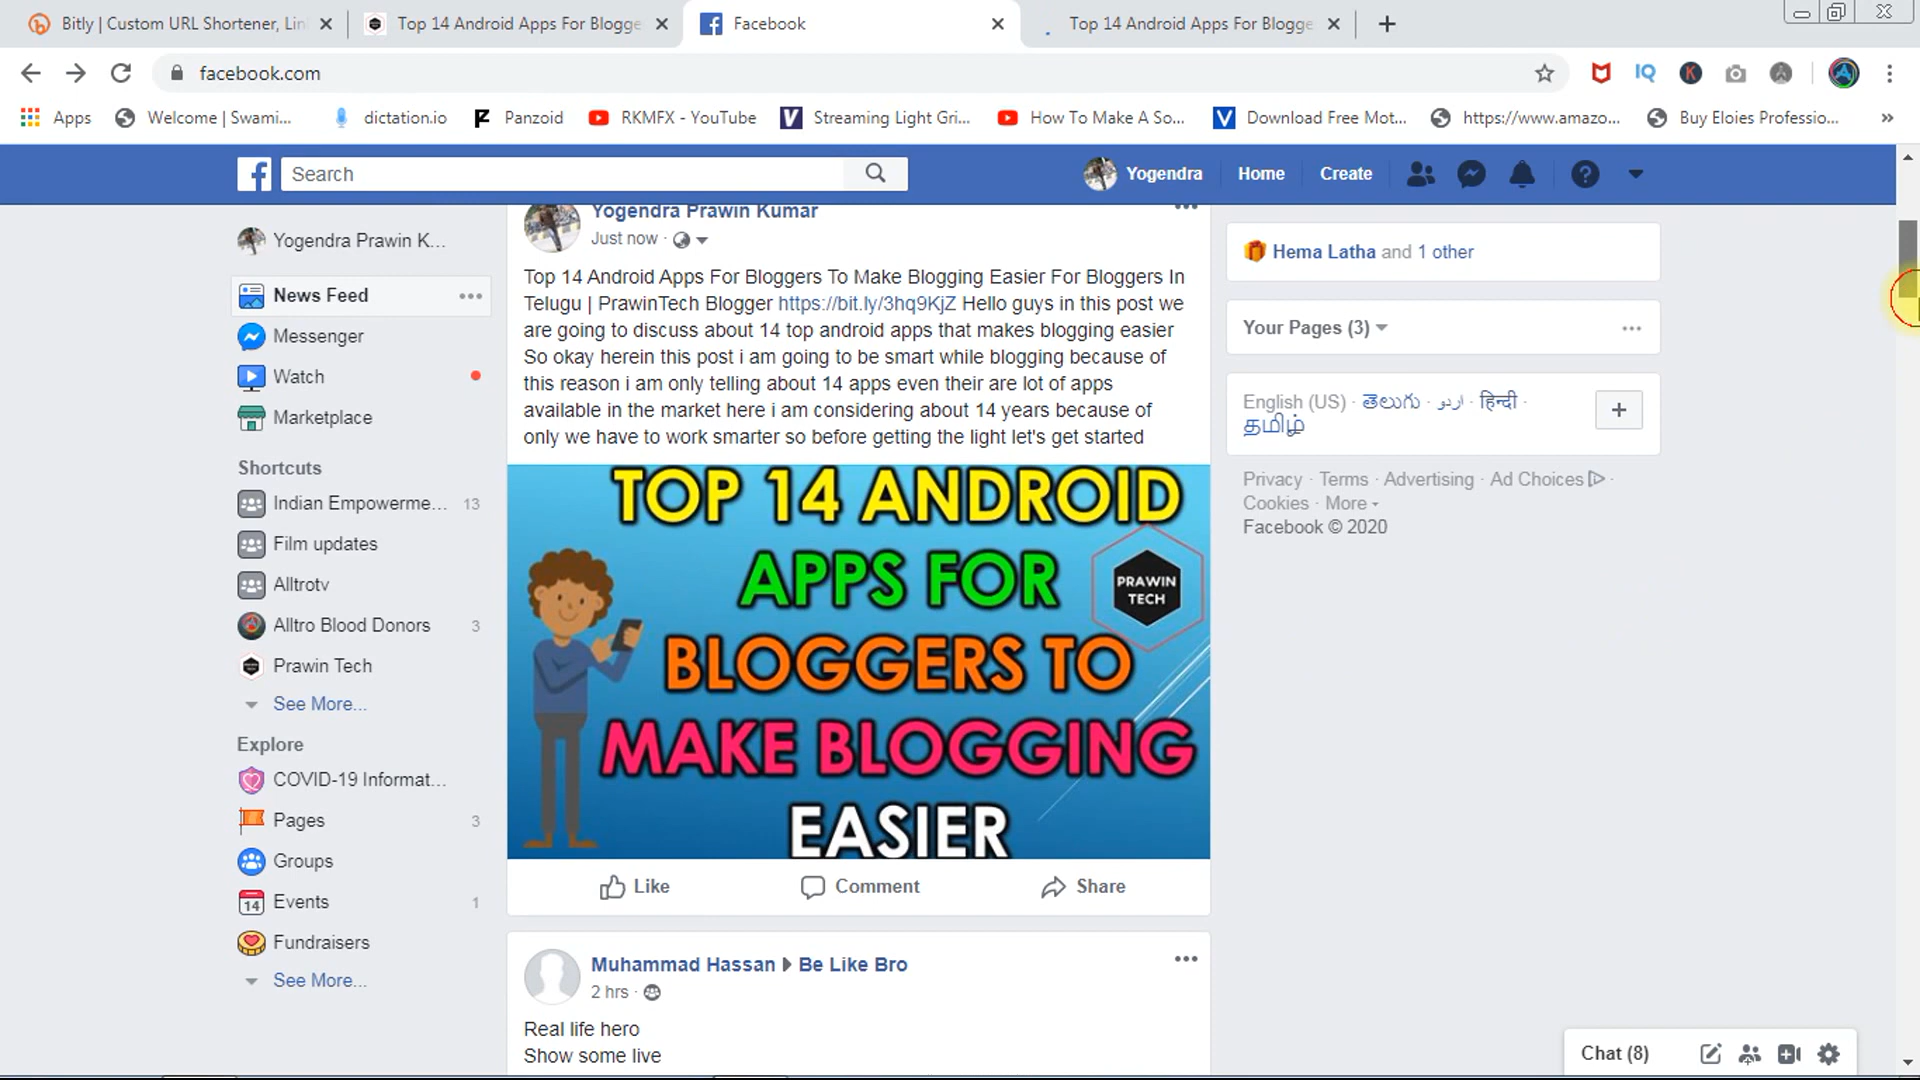 Bitly | Custom URL Shortener, Lin
Top 14 Android Apps For Blogge
Facebook
Top 14 Android Apps For Blogge
facebook.com
Apps
Welcome | Swami...
dictation.io
Panzoid
RKMFX - YouTube
Streaming Light Gri...
How To Make A So...
Download Free Mot...
https://www.amazo...
Buy Eloies Professio...
Search
Yogendra
Home
Create
Yogendra Prawin K...
News Feed
Messenger
Watch
Marketplace
Shortcuts
Indian Empowerme... 13
Film updates
Alltrotv
Alltro Blood Donors 3
Prawin Tech
See More...
Explore
COVID-19 Informat...
Pages 3
Groups
Events 1
Fundraisers
See More...
Yogendra Prawin Kumar
Just now ·
Top 14 Android Apps For Bloggers To Make Blogging Easier For Bloggers In
Telugu | PrawinTech Blogger https://bit.ly/3hq9KjZ Hello guys in this post we
are going to discuss about 14 top android apps that makes blogging easier
So okay herein this post i am going to be smart while blogging because of
this reason i am only telling about 14 apps even their are lot of apps
available in the market here i am considering about 14 years because of
only we have to work smarter so before getting the light let's get started
TOP 14 ANDROID
APPS FOR
BLOGGERS TO
MAKE BLOGGING
EASIER
PRAWIN
TECH
Like
Comment
Share
Muhammad Hassan Be Like Bro
2 hrs ·
Real life hero
Show some live
Hema Latha and 1 other
Your Pages (3)
English (US) · తెలుగు · اردو · हिन्दी ·
தமிழ்
Privacy · Terms · Advertising · Ad Choices ·
Cookies · More
Facebook © 2020
Chat (8)